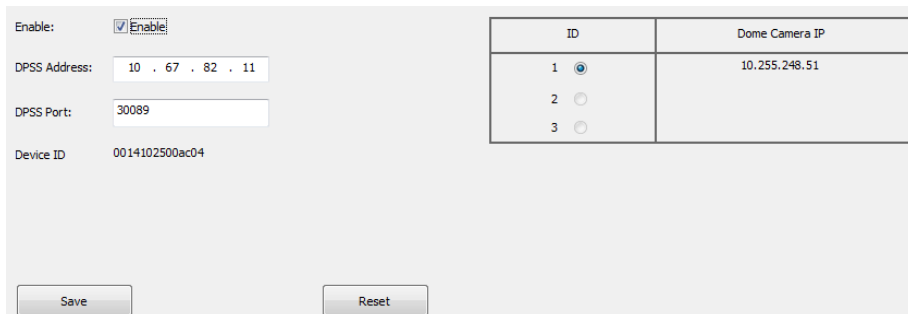 Enable: Enable
DPSS Address: 10 . 67 . 82 . 11
DPSS Port: 30089
Device ID 0014102500ac04
ID Dome Camera IP
1 10.255.248.51
2
3
Save Reset